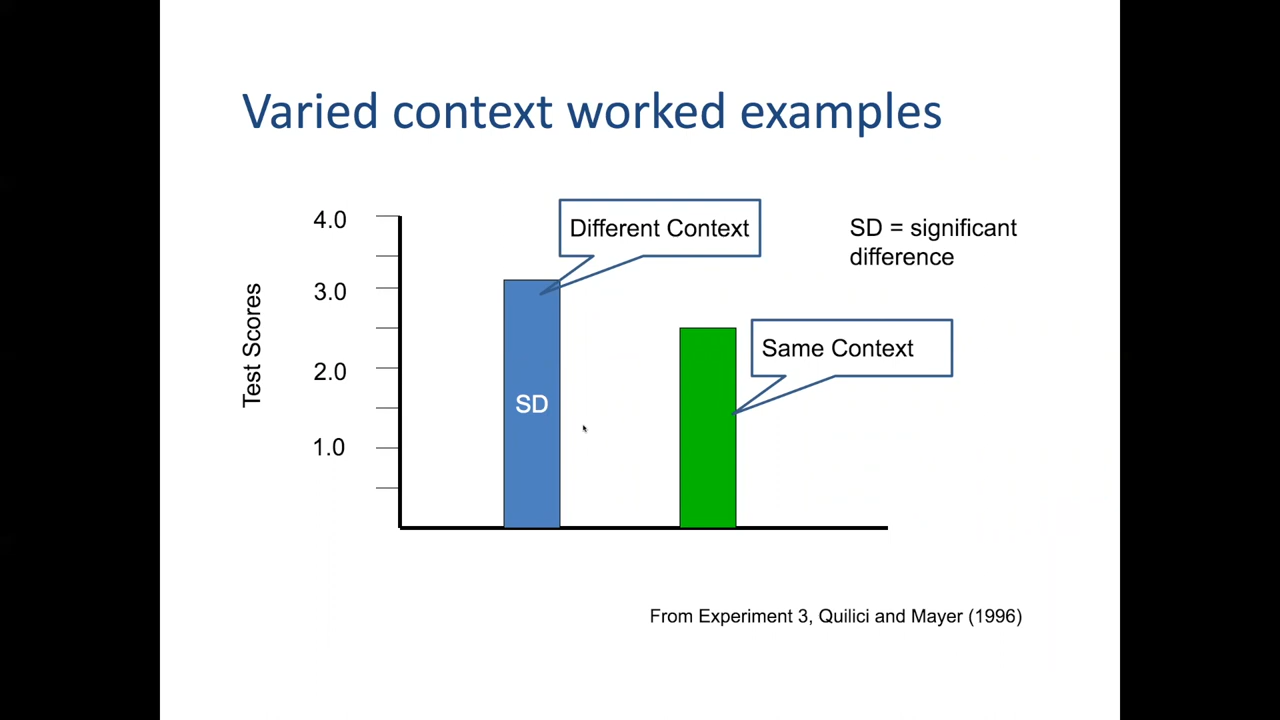 Varied context worked examples
4.0
Different Context
SD = significant
difference
3.0
Test Scores
Same Context
2.0
SD
1.0
From Experiment 3, Quilici and Mayer (1996)